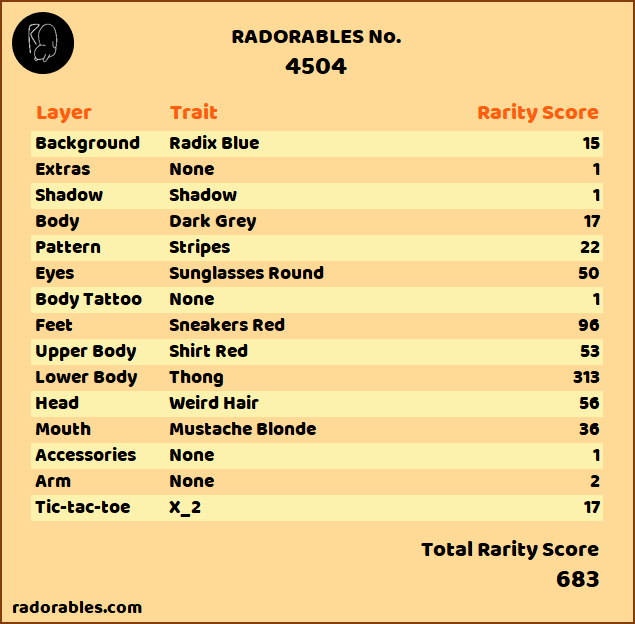 RADORABLES No.
4504
Layer Trait Rarity Score
Background Radix Blue 15
Extras None 1
Shadow Shadow 1
Body Dark Grey 17
Pattern Stripes 22
Eyes Sunglasses Round 50
Body Tattoo None 1
Feet Sneakers Red 96
Upper Body Shirt Red 53
Lower Body Thong 313
Head Weird Hair 56
Mouth Mustache Blonde 36
Accessories None 1
Arm None 2
Tic-tac-toe X_2 17
Total Rarity Score
683
radorables.com